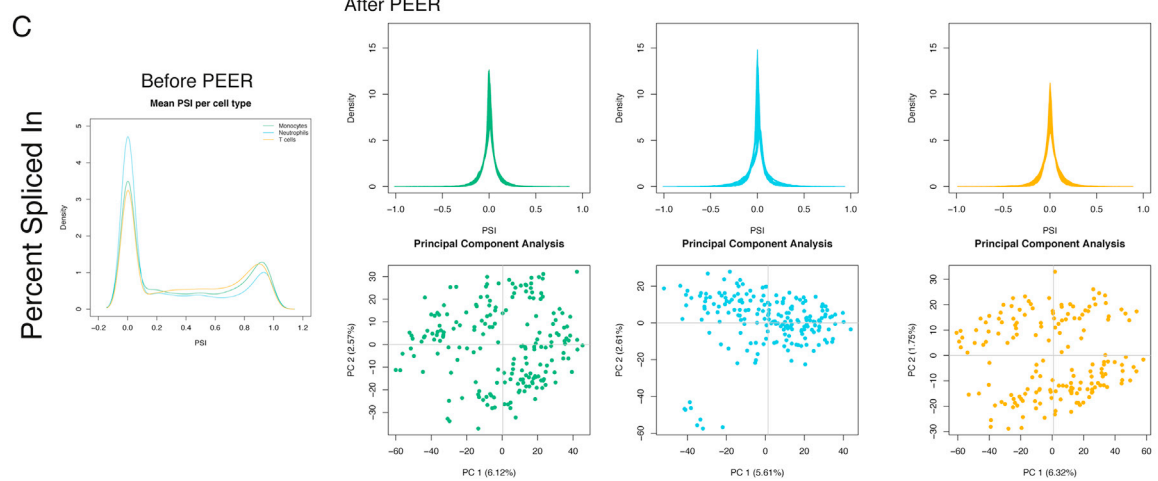 C
After PEER
Percent Spliced In
Before PEER
Mean PSI per cell type
Monocytes
Neutrophils
T cells
Density
0 1 2 3 4 5
−0.2 0.0 0.2 0.4 0.6 0.8 1.0 1.2
PSI
Density
0 5 10 15
−1.0 −0.5 0.0 0.5 1.0
PSI
Density
0 5 10 15
−1.0 −0.5 0.0 0.5 1.0
PSI
Density
0 5 10 15
−1.0 −0.5 0.0 0.5 1.0
PSI
Principal Component Analysis
PC 2 (2.57%)
−30 −20 −10 0 10 20 30
−60 −40 −20 0 20 40
PC 1 (6.12%)
Principal Component Analysis
PC 2 (2.61%)
−60 −40 −20 0 20
−40 −20 0 20 40
PC 1 (5.61%)
Principal Component Analysis
PC 2 (1.75%)
−30 −20 −10 0 10 20 30
−60 −40 −20 0 20 40 60
PC 1 (6.32%)